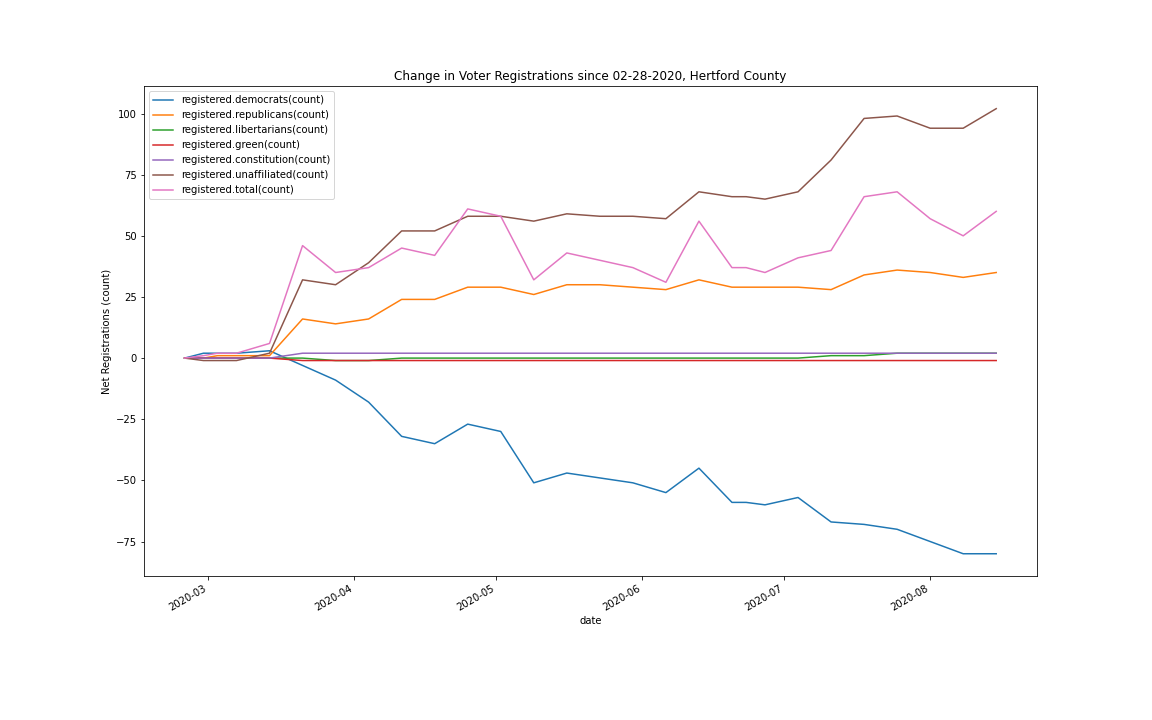 Change in Voter Registrations since 02-28-2020, Hertford County
registered.democrats(count)
registered.republicans(count)
registered.libertarians(count)
registered.green(count)
registered.constitution(count)
registered.unaffiliated(count)
registered.total(count)
Net Registrations (count)
100
75
50
25
0
−25
−50
−75
2020-03
2020-04
2020-05
2020-06
2020-07
2020-08
date